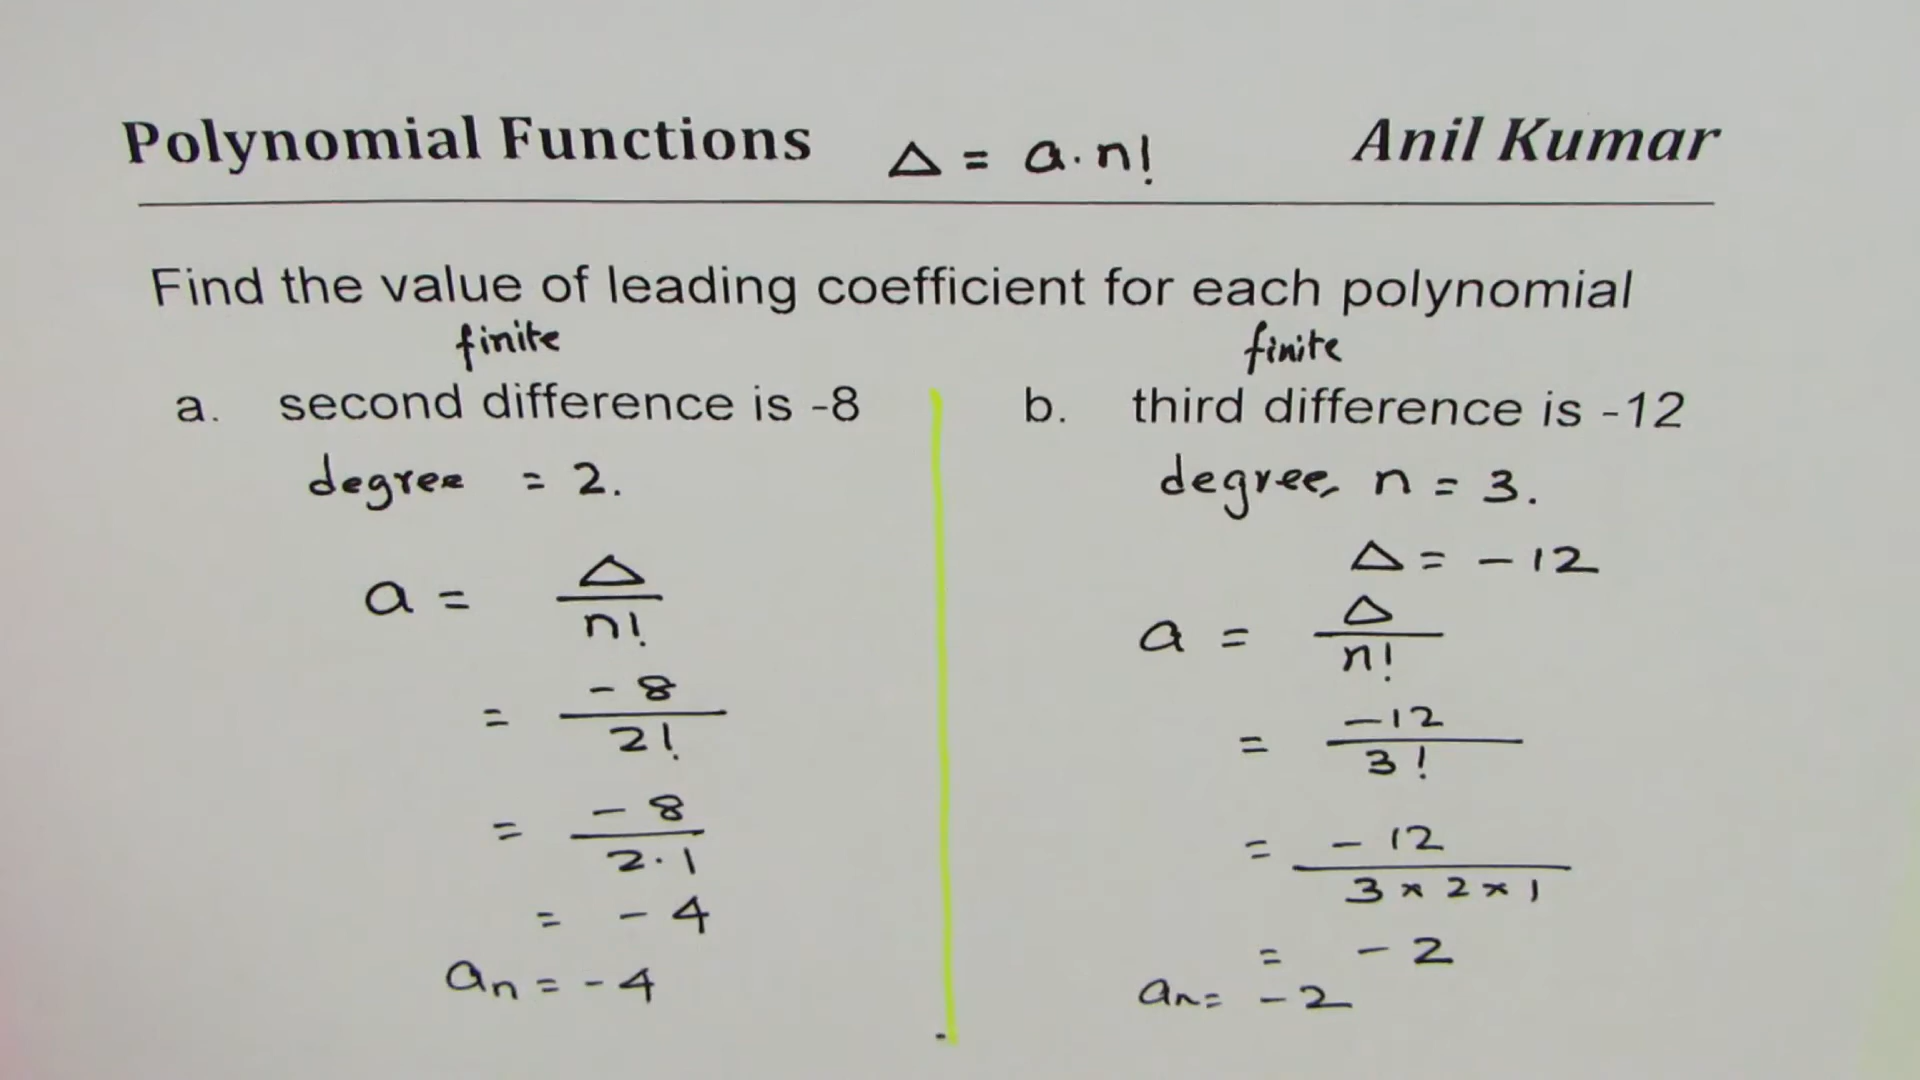 Polynomial Functions Δ = a·n! Anil Kumar
Find the value of leading coefficient for each polynomial
finite
a. second difference is -8
degree = 2.
a = Δ/n!
= -8/2!
= -8/2·1
= -4
an = -4
finite
b. third difference is -12
degree, n = 3.
Δ = -12
a = Δ/n!
= -12/3!
= -12/3×2×1
= -2
an = -2